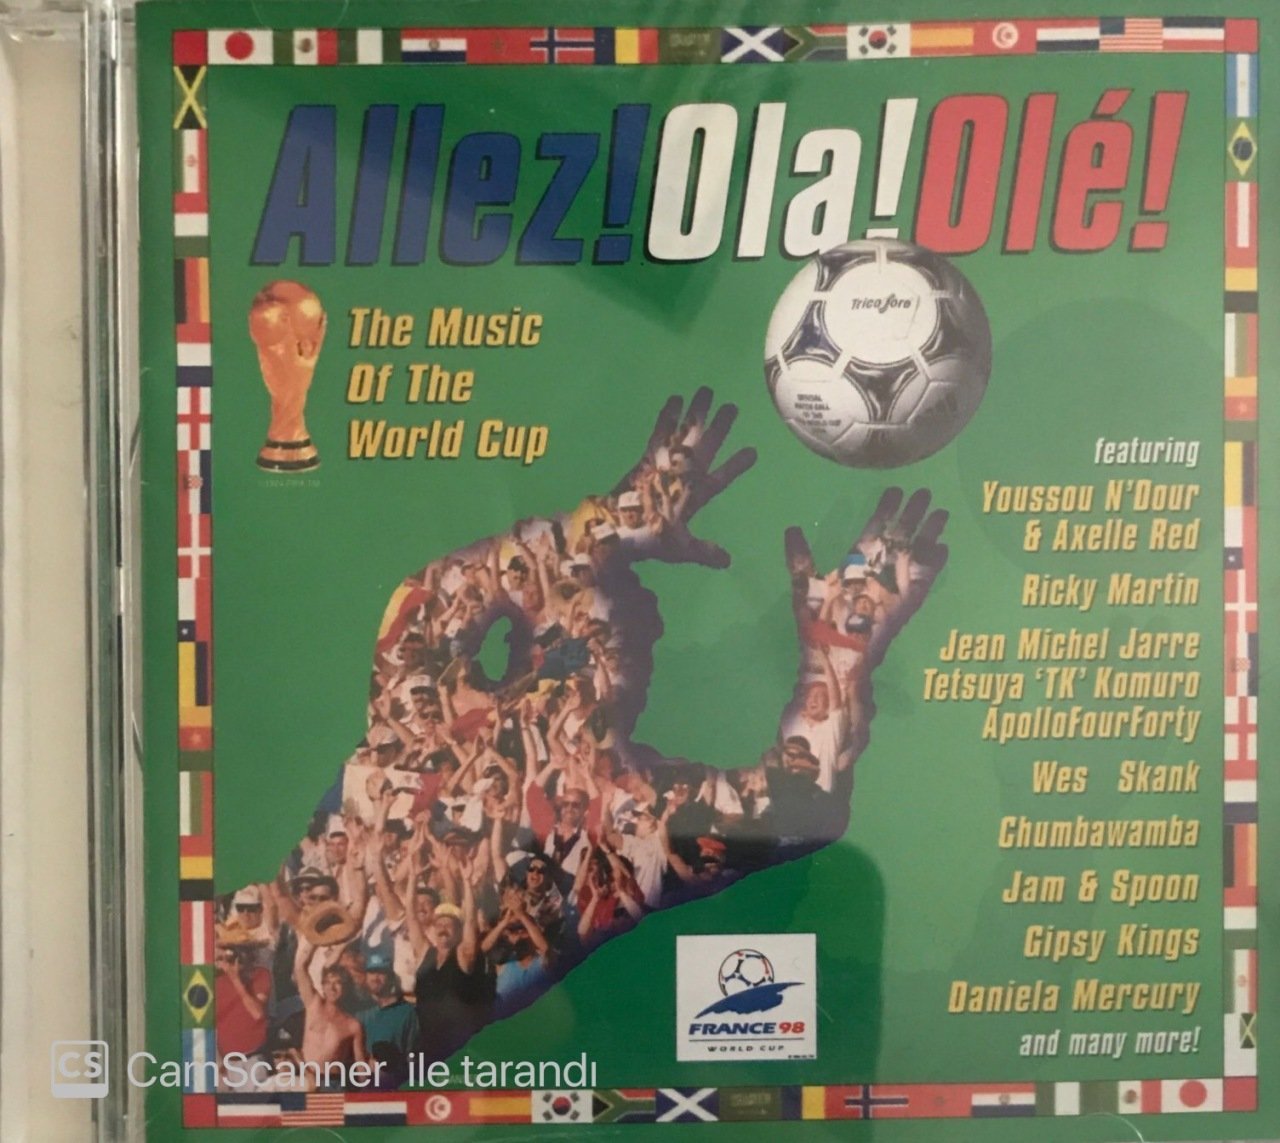 Allez! Ola! Olé!
The Music
Of The
World Cup
Tricolore
featuring
Youssou N'Dour
& Axelle Red
Ricky Martin
Jean Michel Jarre
Tetsuya 'TK' Komuro
ApolloFourForty
Wes Skank
Chumbawamba
Jam & Spoon
Gipsy Kings
Daniela Mercury
and many more!
FRANCE 98
WORLD CUP
CS CamScanner ile tarandı